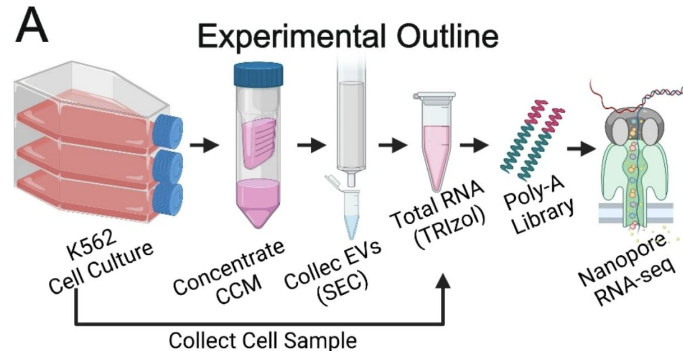 A
Experimental Outline
K562
Cell Culture
Concentrate
CCM
Collec EVs
(SEC)
Total RNA
(TRIzol)
Poly-A
Library
Nanopore
RNA-seq
Collect Cell Sample